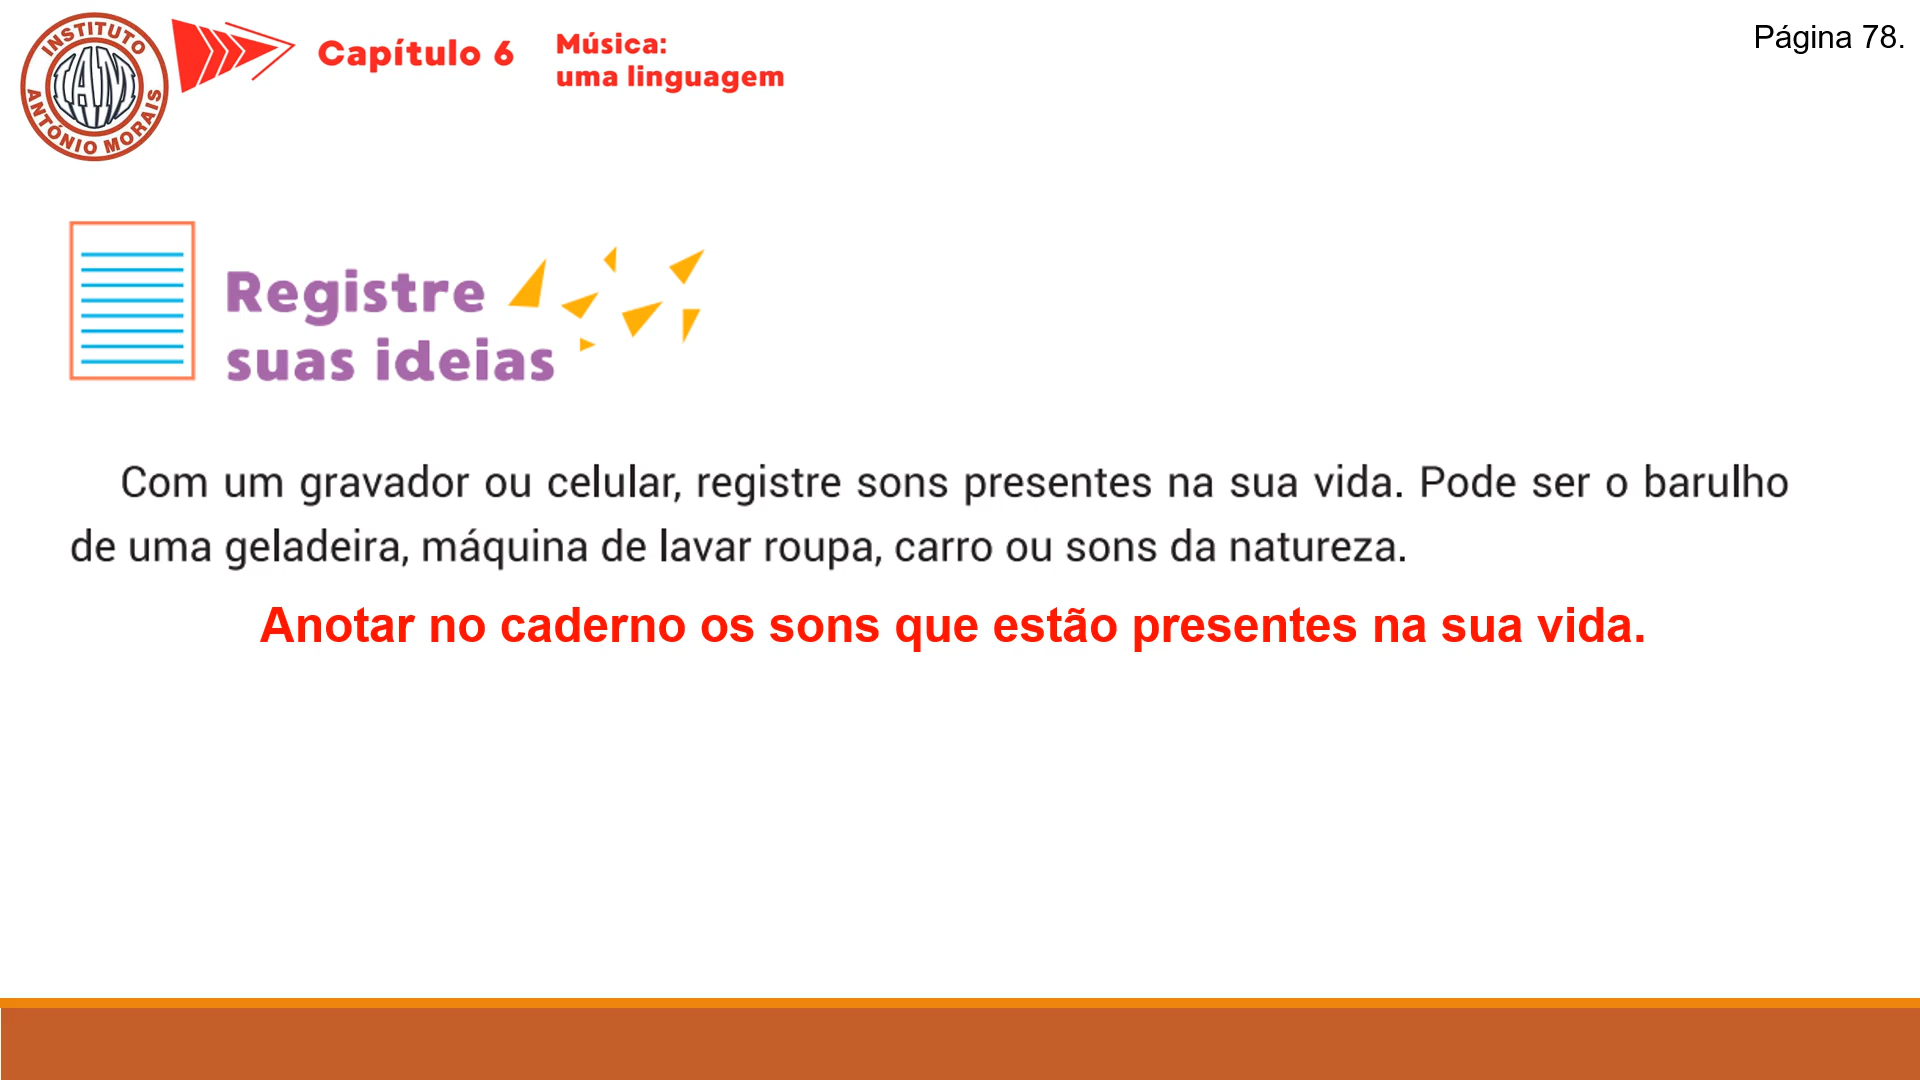 INSTITUTO
IAM
ANTÓNIO MORAIS
Capítulo 6
Música:
uma linguagem
Página 78.
Registre
suas ideias
Com um gravador ou celular, registre sons presentes na sua vida. Pode ser o barulho
de uma geladeira, máquina de lavar roupa, carro ou sons da natureza.
Anotar no caderno os sons que estão presentes na sua vida.